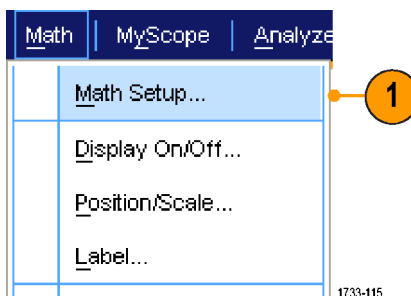 Math | MyScope | Analyze
Math Setup...
1
Display On/Off...
Position/Scale...
Label...
1733-115